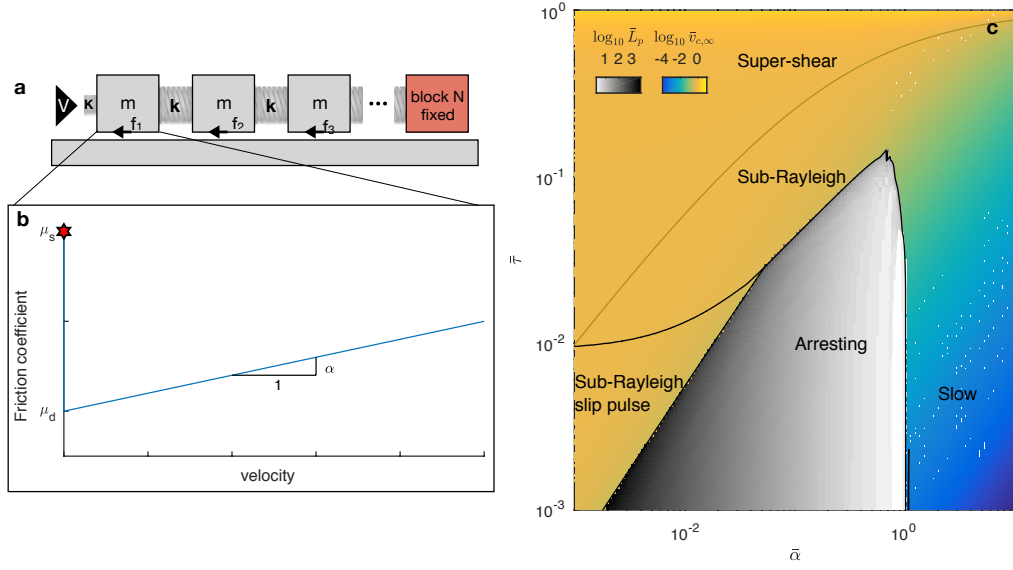 a
V
K
m
k
m
k
m
...
block N
fixed
f1
f2
f3
b
μs
μd
Friction coefficient
α
1
velocity
c
log10 L̄p
log10 v̄c,∞
1 2 3
-4 -2 0
Super-shear
Sub-Rayleigh
Arresting
Sub-Rayleigh
slip pulse
Slow
10^0
10^-1
10^-2
10^-3
τ̄
10^-2
10^0
ᾱ